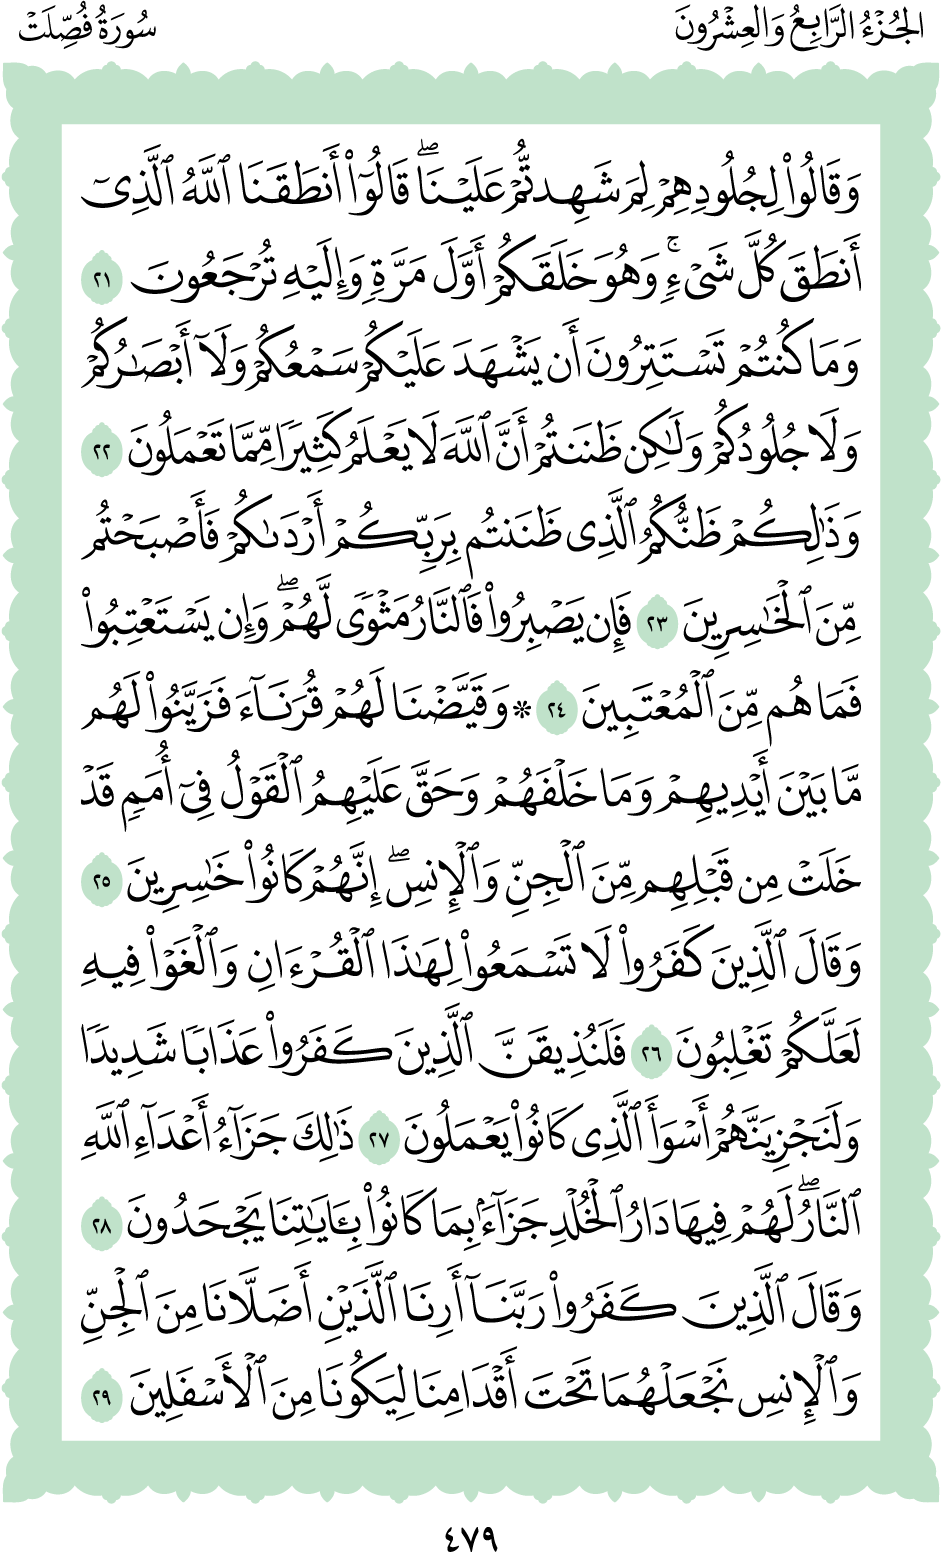 الجُزْءُ الرَّابِعُ وَالعِشْرُونَ
سُورَةُ فُصِّلَتْ
وَقَالُوا۟ لِجُلُودِهِمْ لِمَ شَهِدتُّمْ عَلَيْنَا ۖ قَالُوٓا۟ أَنطَقَنَا ٱللَّهُ ٱلَّذِىٓ
أَنطَقَ كُلَّ شَىْءٍ ۚ وَهُوَ خَلَقَكُمْ أَوَّلَ مَرَّةٍ وَإِلَيْهِ تُرْجَعُونَ ٢١
وَمَا كُنتُمْ تَسْتَتِرُونَ أَن يَشْهَدَ عَلَيْكُمْ سَمْعُكُمْ وَلَآ أَبْصَٰرُكُمْ
وَلَا جُلُودُكُمْ وَلَٰكِن ظَنَنتُمْ أَنَّ ٱللَّهَ لَا يَعْلَمُ كَثِيرًا مِّمَّا تَعْمَلُونَ ٢٢
وَذَٰلِكُمْ ظَنُّكُمُ ٱلَّذِى ظَنَنتُم بِرَبِّكُمْ أَرْدَىٰكُمْ فَأَصْبَحْتُم
مِّنَ ٱلْخَٰسِرِينَ ٢٣ فَإِن يَصْبِرُوا۟ فَٱلنَّارُ مَثْوًى لَّهُمْ ۖ وَإِن يَسْتَعْتِبُوا۟
فَمَا هُم مِّنَ ٱلْمُعْتَبِينَ ٢٤ * وَقَيَّضْنَا لَهُمْ قُرَنَآءَ فَزَيَّنُوا۟ لَهُم
مَّا بَيْنَ أَيْدِيهِمْ وَمَا خَلْفَهُمْ وَحَقَّ عَلَيْهِمُ ٱلْقَوْلُ فِىٓ أُمَمٍ قَدْ
خَلَتْ مِن قَبْلِهِم مِّنَ ٱلْجِنِّ وَٱلْإِنسِ ۖ إِنَّهُمْ كَانُوا۟ خَٰسِرِينَ ٢٥
وَقَالَ ٱلَّذِينَ كَفَرُوا۟ لَا تَسْمَعُوا۟ لِهَٰذَا ٱلْقُرْءَانِ وَٱلْغَوْا۟ فِيهِ
لَعَلَّكُمْ تَغْلِبُونَ ٢٦ فَلَنُذِيقَنَّ ٱلَّذِينَ كَفَرُوا۟ عَذَابًا شَدِيدًا
وَلَنَجْزِيَنَّهُمْ أَسْوَأَ ٱلَّذِى كَانُوا۟ يَعْمَلُونَ ٢٧ ذَٰلِكَ جَزَآءُ أَعْدَآءِ ٱللَّهِ
ٱلنَّارُ ۖ لَهُمْ فِيهَا دَارُ ٱلْخُلْدِ جَزَآءًۢ بِمَا كَانُوا۟ بِـَٔايَٰتِنَا يَجْحَدُونَ ٢٨
وَقَالَ ٱلَّذِينَ كَفَرُوا۟ رَبَّنَآ أَرِنَا ٱلَّذَيْنِ أَضَلَّانَا مِنَ ٱلْجِنِّ
وَٱلْإِنسِ نَجْعَلْهُمَا تَحْتَ أَقْدَامِنَا لِيَكُونَا مِنَ ٱلْأَسْفَلِينَ ٢٩
٤٧٩